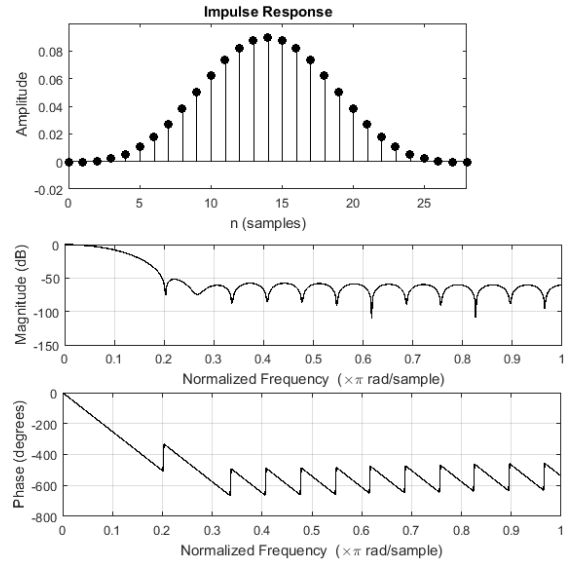 Impulse Response
Amplitude
0.08
0.06
0.04
0.02
0
-0.02
0 5 10 15 20 25
n (samples)
Magnitude (dB)
0
-50
-100
-150
0 0.1 0.2 0.3 0.4 0.5 0.6 0.7 0.8 0.9 1
Normalized Frequency (×π rad/sample)
Phase (degrees)
0
-200
-400
-600
-800
0 0.1 0.2 0.3 0.4 0.5 0.6 0.7 0.8 0.9 1
Normalized Frequency (×π rad/sample)